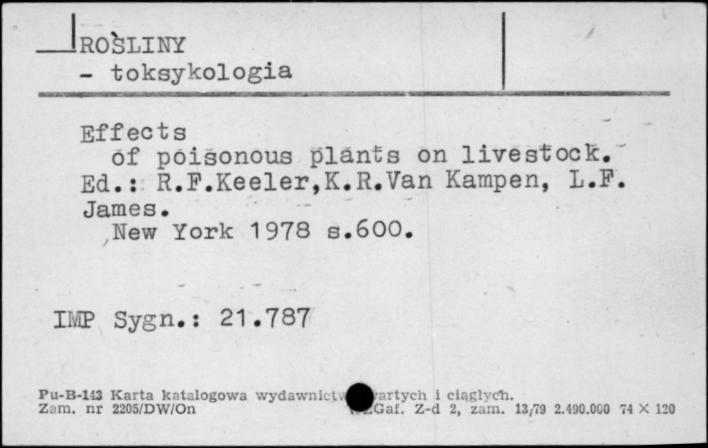 ROŚLINY
- toksykologia
Effects
of poisonous plants on livestock.
Ed.: R.F.Keeler,K.R.Van Kampen, L.F.
James.
New York 1978 s.600.
IMP Sygn.: 21.787
Pu-B-143 Karta katalogowa i ciągłych.
Zam. nr 2205/DW/On Z-d 2, zam. 13/79 2.490.000 74 X 120